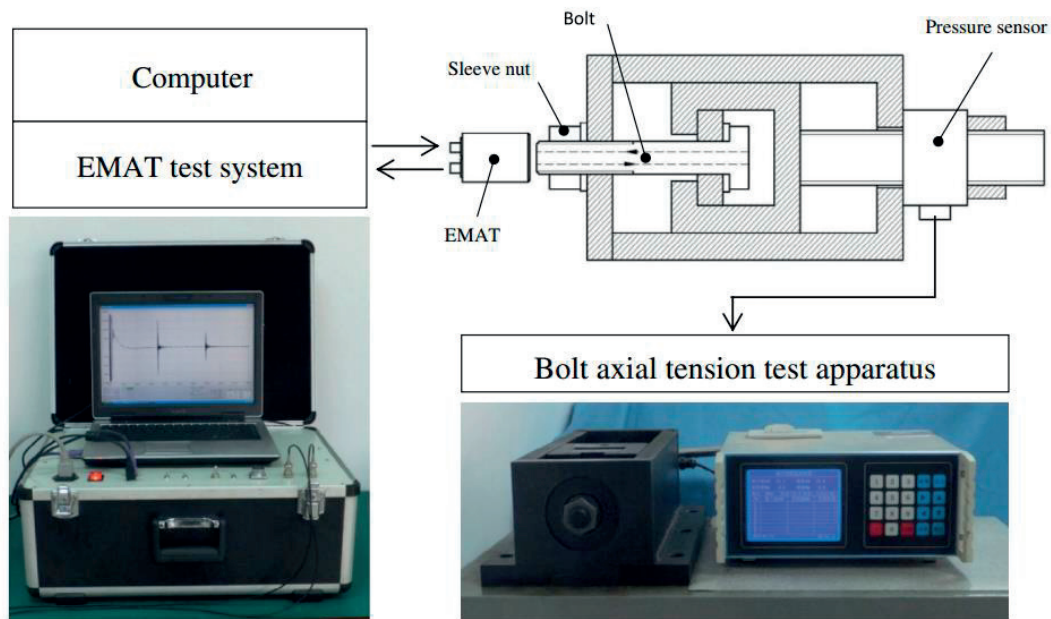 Computer
EMAT test system
Sleeve nut
EMAT
Bolt
Pressure sensor
Bolt axial tension test apparatus